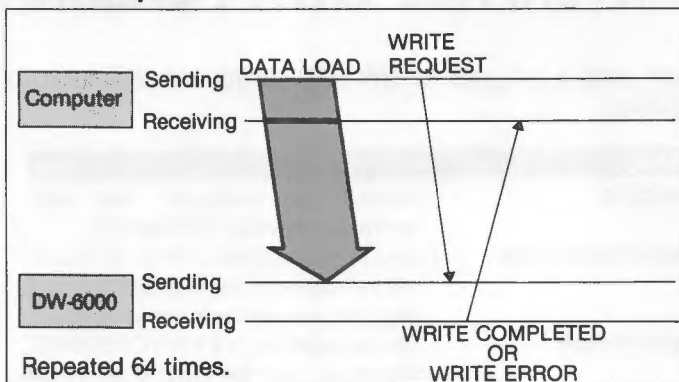 WRITE
DATA LOAD REQUEST
Sending
Computer
Receiving
Sending
DW-6000
Receiving
WRITE COMPLETED
OR
WRITE ERROR
Repeated 64 times.